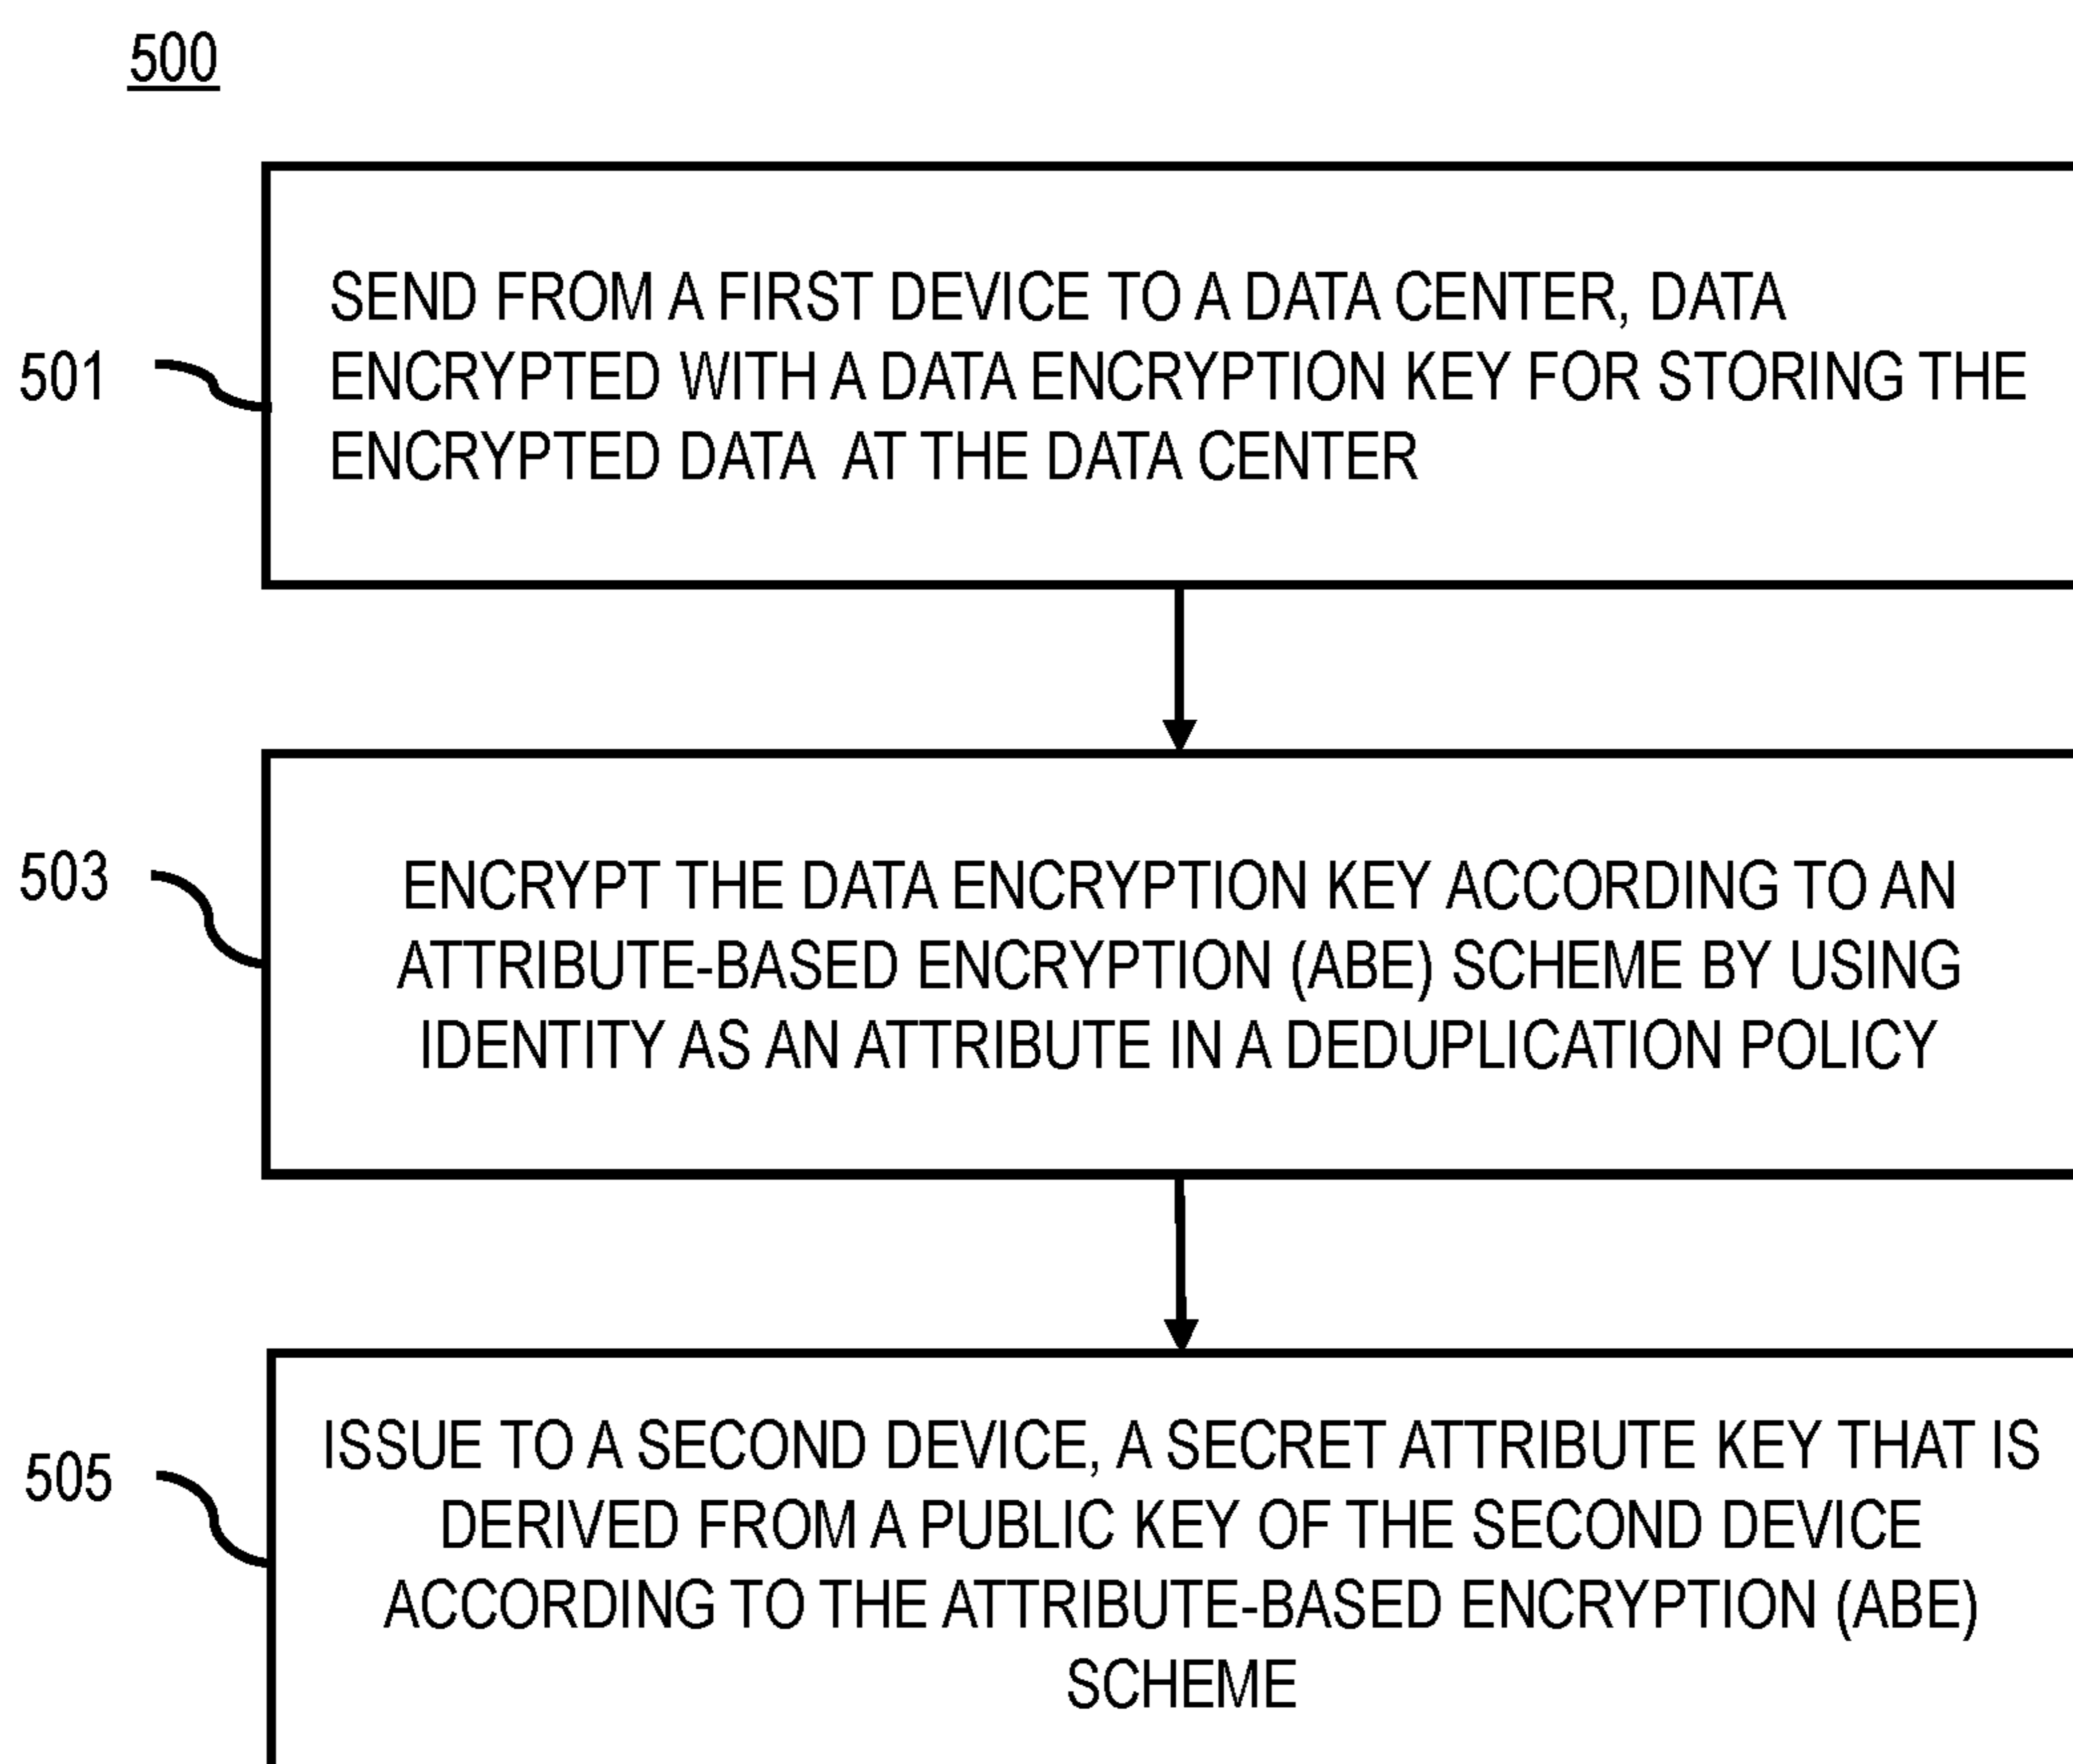 500
501
SEND FROM A FIRST DEVICE TO A DATA CENTER, DATA
ENCRYPTED WITH A DATA ENCRYPTION KEY FOR STORING THE
ENCRYPTED DATA AT THE DATA CENTER
503
ENCRYPT THE DATA ENCRYPTION KEY ACCORDING TO AN
ATTRIBUTE-BASED ENCRYPTION (ABE) SCHEME BY USING
IDENTITY AS AN ATTRIBUTE IN A DEDUPLICATION POLICY
505
ISSUE TO A SECOND DEVICE, A SECRET ATTRIBUTE KEY THAT IS
DERIVED FROM A PUBLIC KEY OF THE SECOND DEVICE
ACCORDING TO THE ATTRIBUTE-BASED ENCRYPTION (ABE)
SCHEME